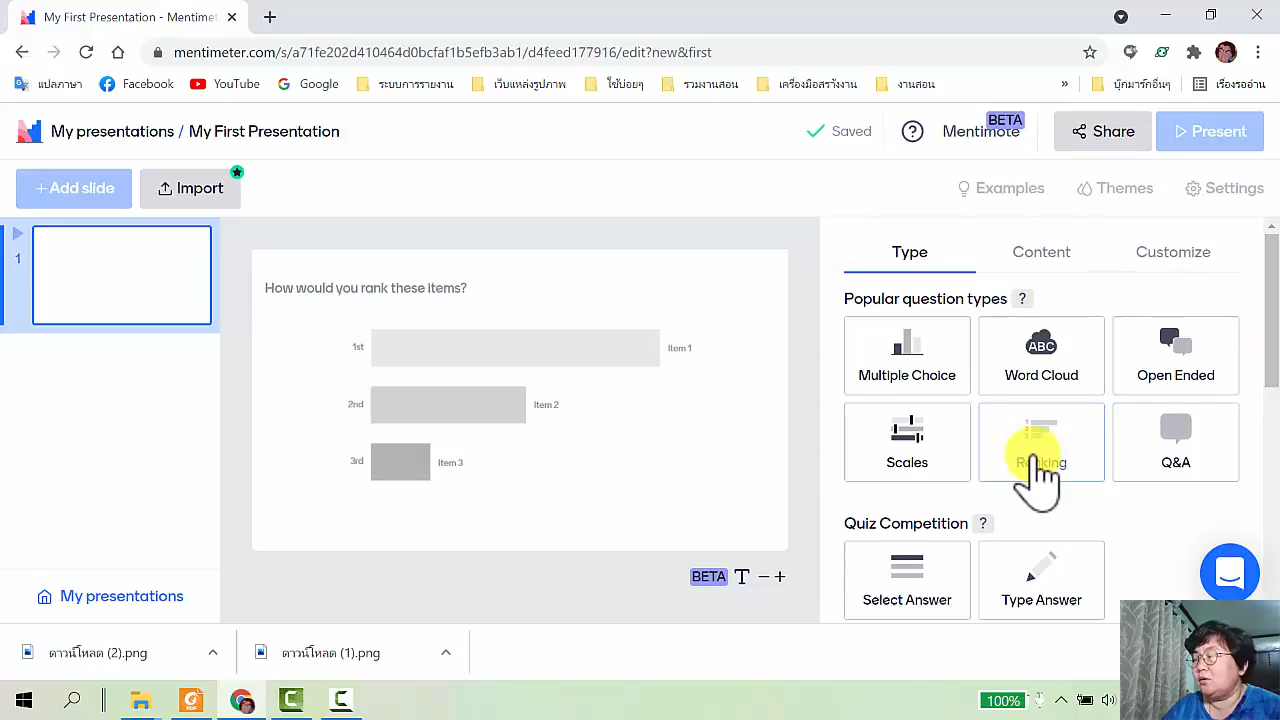 My First Presentation - Mentimet
mentimeter.com/s/a71fe202d410464d0bcfaf1b5efb3ab1/d4feed177916/edit?new&first
แปลภาษา Facebook YouTube Google ระบบการรายงาน เว็บแหล่งรูปภาพ ใช้บ่อยๆ รวมงานสอน เครื่องมือสร้างงาน งานสอน » บุ๊กมาร์กอื่นๆ เรื่องรออ่าน
My presentations / My First Presentation
Saved
?
Mentimote
BETA
Share
Present
+ Add slide
Import
Examples
Themes
Settings
1
How would you rank these items?
1st Item 1
2nd Item 2
3rd Item 3
BETA T − +
My presentations
Type Content Customize
Popular question types ?
Multiple Choice
ABC
Word Cloud
Open Ended
Scales
Ranking
Q&A
Quiz Competition ?
Select Answer
Type Answer
ดาวน์โหลด (2).png
ดาวน์โหลด (1).png
100%